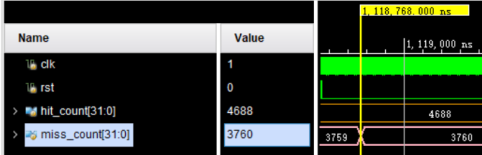 1,118,768.000 ns
Name Value
1,119,000 ns
clk 1
rst 0
hit_count[31:0] 4688 4688
miss_count[31:0] 3760 3759 3760